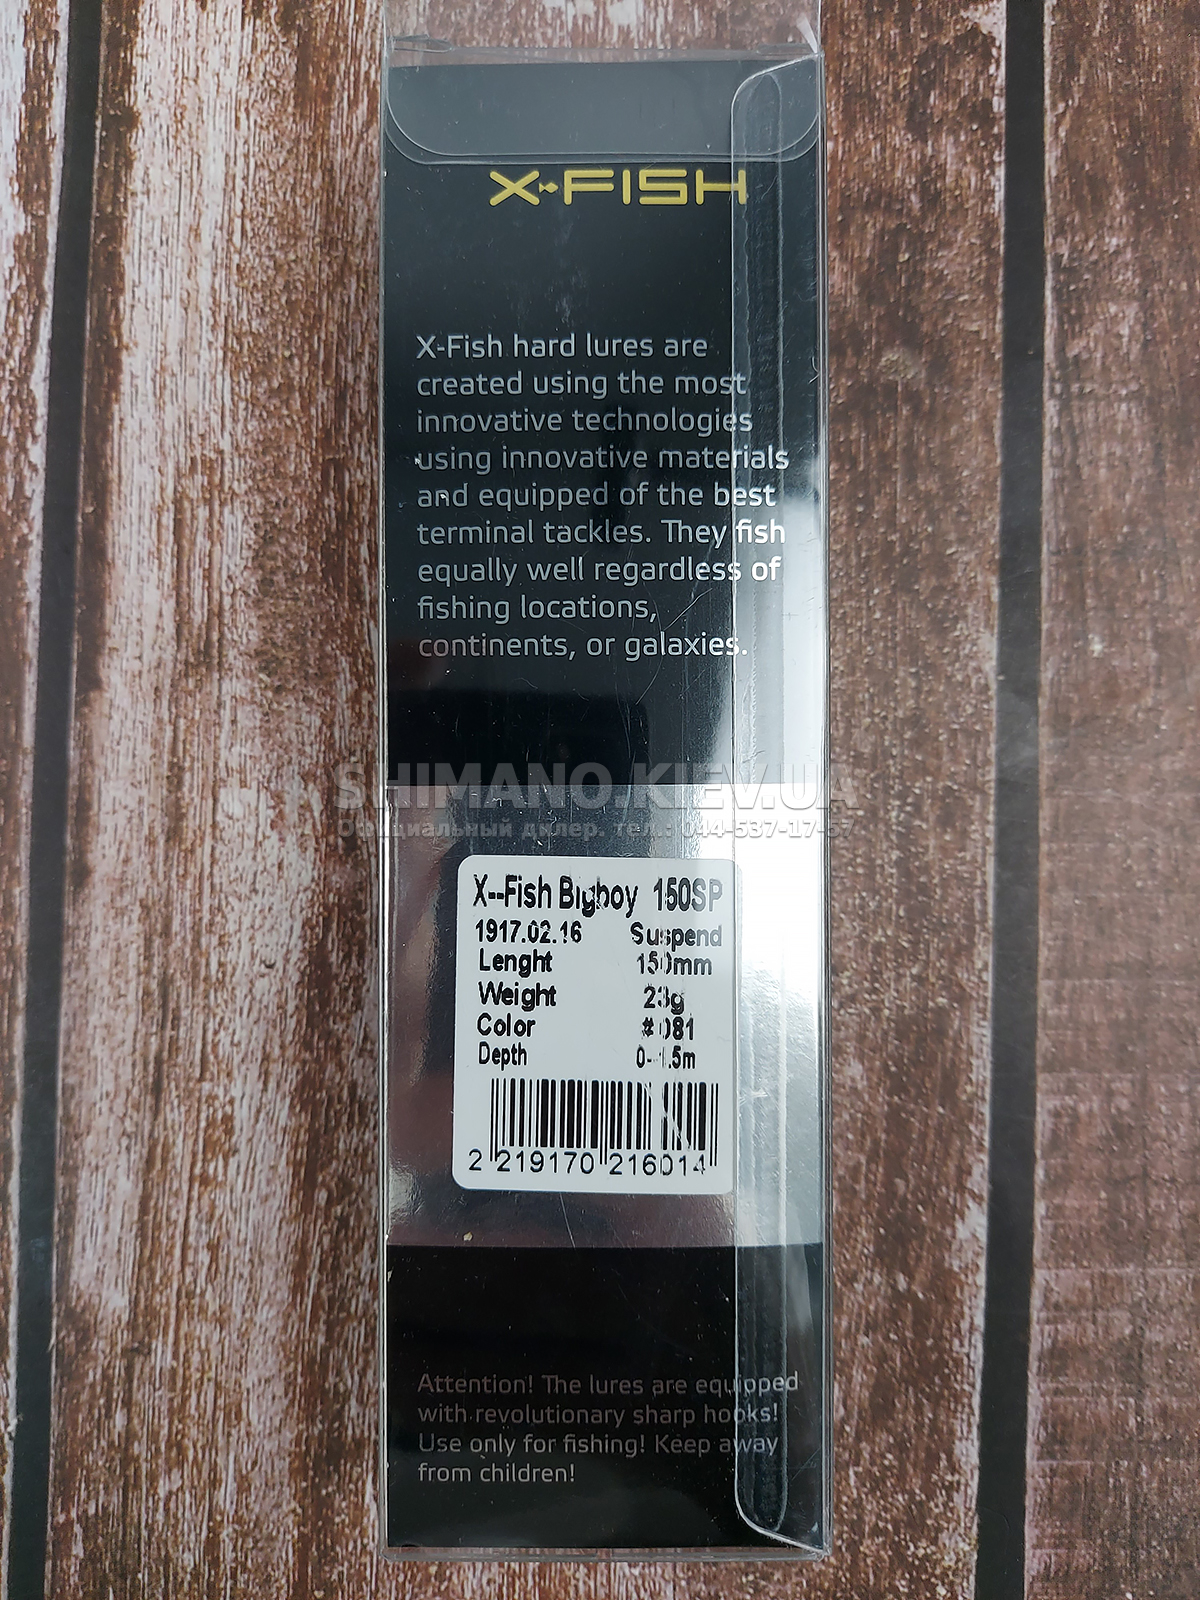 X-FISH
X-Fish hard lures are
created using the most
innovative technologies
using innovative materials
and equipped of the best
terminal tackles. They fish
equally well regardless of
fishing locations,
continents, or galaxies.
SHIMANO.KIEV.UA
Официальный дилер. тел.: 044-537-17-57
X--Fish Bigboy 150SP
1917.02.16 Suspend
Lenght 150mm
Weight 23g
Color #081
Depth 0-1.5m
2 219170 216014
Attention! The lures are equipped
with revolutionary sharp hooks!
Use only for fishing! Keep away
from children!